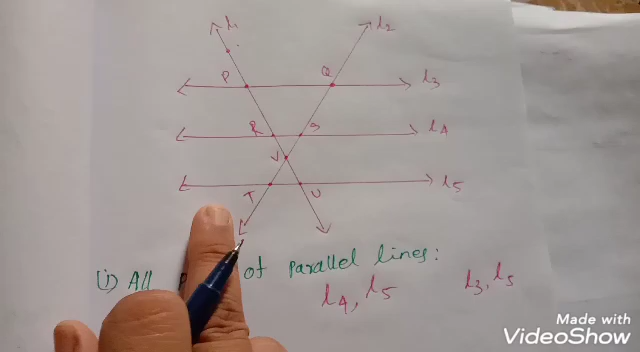 l1 l2
P Q l3
R S l4
V
T U l5
(i) All of parallel lines:
l4, l5 l3, l5
Made with
VideoShow